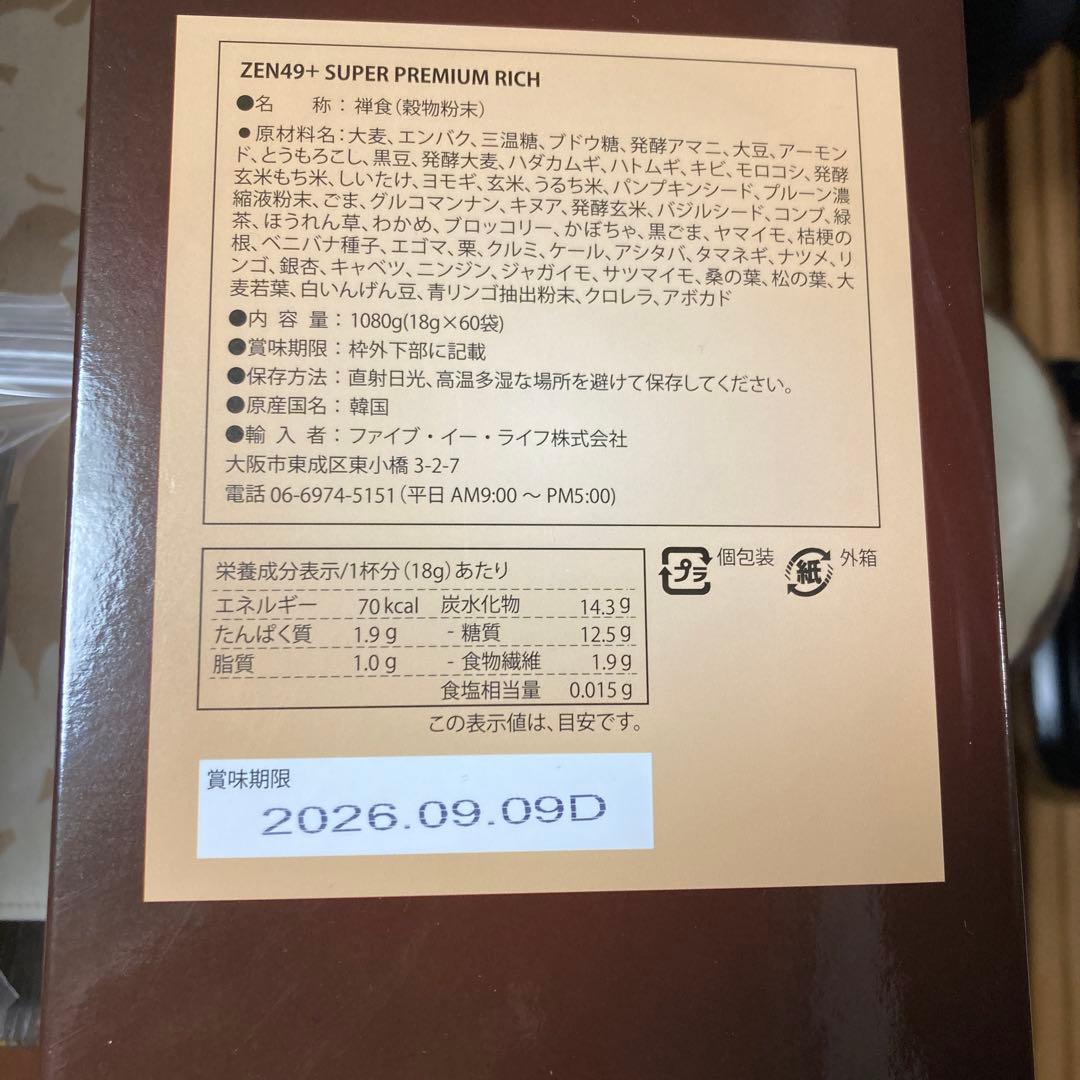 ZEN49+ SUPER PREMIUM RICH
●名　称：禅食（穀物粉末）
●原材料名：大麦、エンバク、三温糖、ブドウ糖、発酵アマニ、大豆、アーモン
ド、とうもろこし、黒豆、発酵大麦、ハダカムギ、ハトムギ、キビ、モロコシ、発酵
玄米もち米、しいたけ、ヨモギ、玄米、うるち米、パンプキンシード、プルーン濃
縮液粉末、ごま、グルコマンナン、キヌア、発酵玄米、バジルシード、コンブ、緑
茶、ほうれん草、わかめ、ブロッコリー、かぼちゃ、黒ごま、ヤマイモ、桔梗の
根、ベニバナ種子、エゴマ、栗、クルミ、ケール、アシタバ、タマネギ、ナツメ、リ
ンゴ、銀杏、キャベツ、ニンジン、ジャガイモ、サツマイモ、桑の葉、松の葉、大
麦若葉、白いんげん豆、青リンゴ抽出粉末、クロレラ、アボカド
●内容量：1080g(18g×60袋)
●賞味期限：枠外下部に記載
●保存方法：直射日光、高温多湿な場所を避けて保存してください。
●原産国名：韓国
●輸入者：ファイブ・イー・ライフ株式会社
大阪市東成区東小橋 3-2-7
電話 06-6974-5151（平日 AM9:00 〜 PM5:00)
プラ 個包装 紙 外箱
栄養成分表示/1杯分（18g）あたり
エネルギー 70kcal 炭水化物 14.3g
たんぱく質 1.9g - 糖質 12.5g
脂質 1.0g - 食物繊維 1.9g
食塩相当量 0.015g
この表示値は、目安です。
賞味期限
2026.09.09D